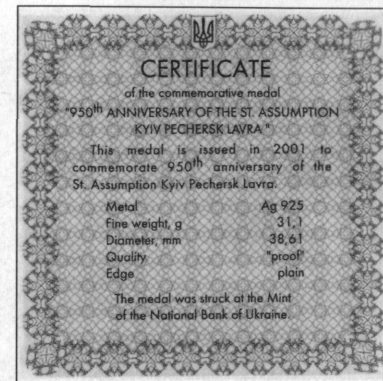 CERTIFICATE
of the commemorative medal
"950th ANNIVERSARY OF THE ST. ASSUMPTION
KYIV PECHERSK LAVRA "
This medal is issued in 2001 to
commemorate 950th anniversary of the
St. Assumption Kyiv Pechersk Lavra.
Metal Ag 925
Fine weight, g 31,1
Diameter, mm 38,61
Quality "proof"
Edge plain
The medal was struck at the Mint
of the National Bank of Ukraine.